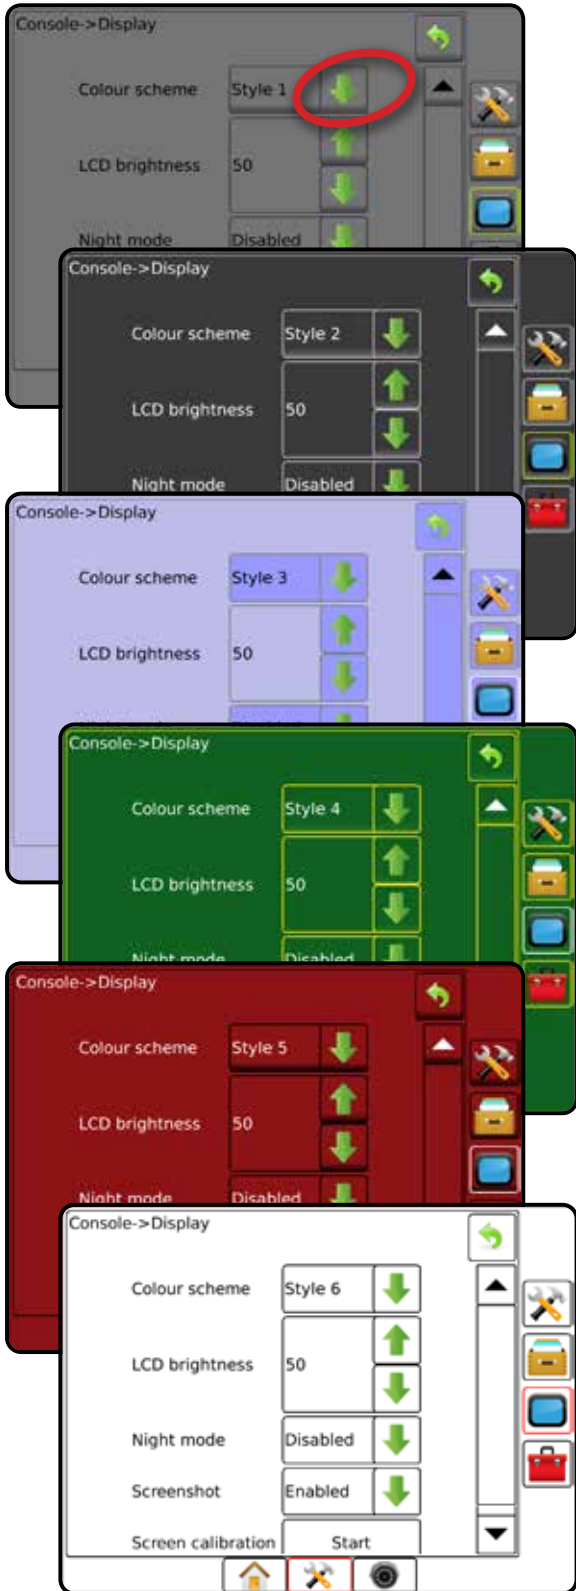 Console->Display
Colour scheme Style 1
LCD brightness 50
Night mode Disabled
Console->Display
Colour scheme Style 2
LCD brightness 50
Night mode Disabled
Console->Display
Colour scheme Style 3
LCD brightness 50
Console->Display
Colour scheme Style 4
LCD brightness 50
Night mode Disabled
Console->Display
Colour scheme Style 5
LCD brightness 50
Night mode Disabled
Console->Display
Colour scheme Style 6
LCD brightness 50
Night mode Disabled
Screenshot Enabled
Screen calibration Start